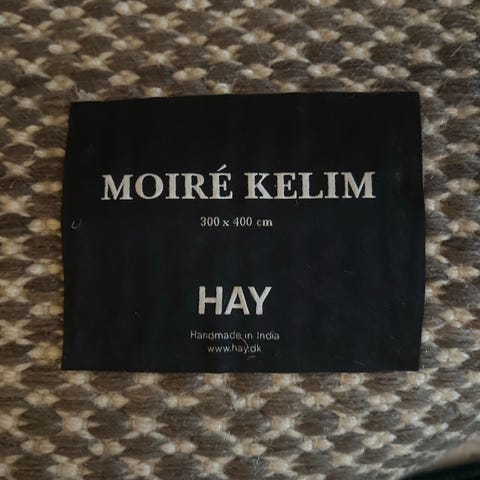 MOIRÉ KELIM
300 x 400 cm
HAY
Handmade in India
www.hay.dk